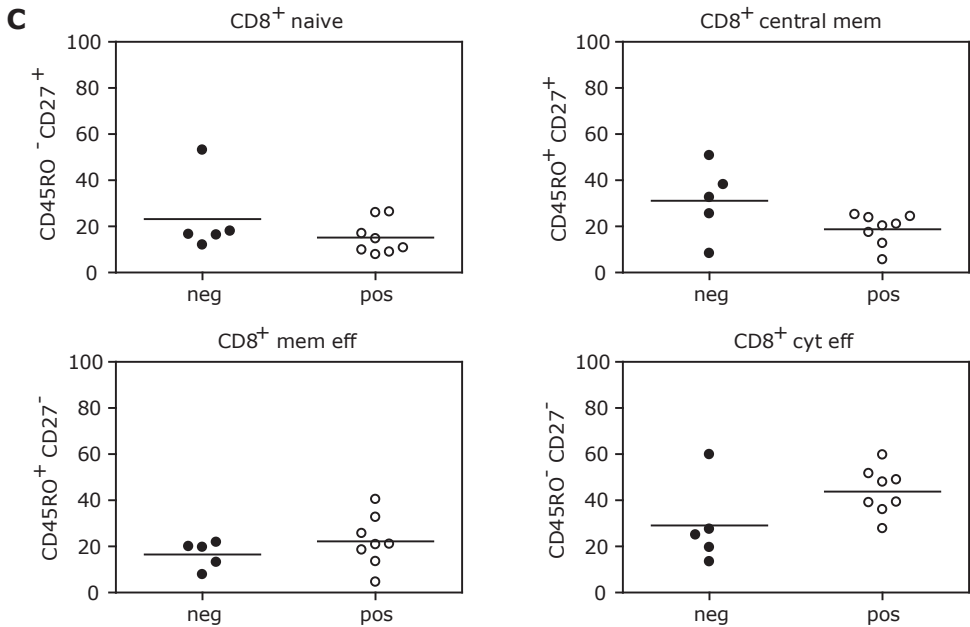 C
CD8+ naive
CD45RO - CD27+
100
80
60
40
20
0
neg pos
CD8+ central mem
CD45RO+ CD27+
100
80
60
40
20
0
neg pos
CD8+ mem eff
CD45RO+ CD27-
100
80
60
40
20
0
neg pos
CD8+ cyt eff
CD45RO- CD27-
100
80
60
40
20
0
neg pos